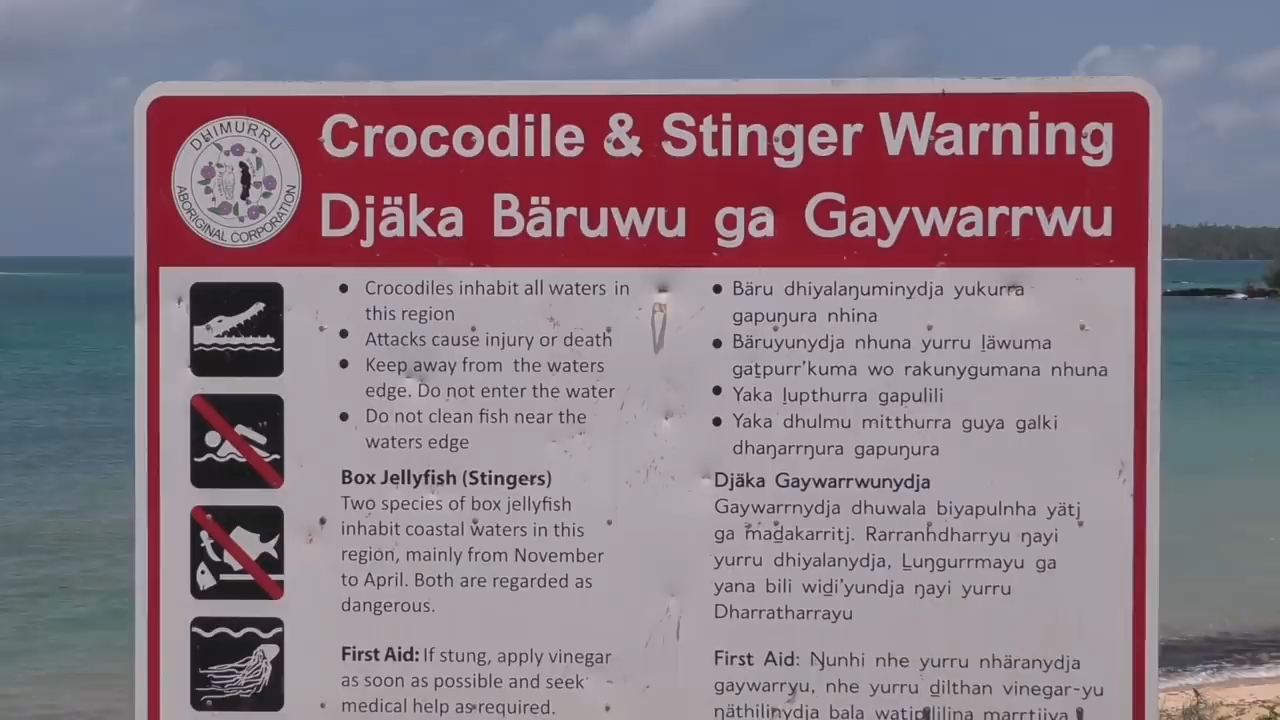 DHIMURRU
ABORIGINAL CORPORATION
Crocodile & Stinger Warning
Djäka Bäruwu ga Gaywarrwu
• Crocodiles inhabit all waters in
this region
• Attacks cause injury or death
• Keep away from the waters
edge. Do not enter the water
• Do not clean fish near the
waters edge
Box Jellyfish (Stingers)
Two species of box jellyfish
inhabit coastal waters in this
region, mainly from November
to April. Both are regarded as
dangerous.
First Aid: If stung, apply vinegar
as soon as possible and seek
medical help as required.
• Bäru dhiyalaŋuminydja yukurra
gapuŋura nhina
• Bäruyunydja nhuna yurru ḻäwuma
gaṯpurr'kuma wo rakunygumana nhuna
• Yaka ḻupthurra gapulili
• Yaka dhulmu mitthurra guya galki
dhaŋarrŋura gapuŋura
Djäka Gaywarrwunydja
Gaywarrnydja dhuwala biyapulnha yätj
ga maḏakarritj. Rarranhdharryu ŋayi
yurru dhiyalanydja, Ḻuŋgurrmayu ga
yana bili wiḏi'yundja ŋayi yurru
Dharratharrayu
First Aid: Ŋunhi nhe yurru nhäranydja
gaywarryu, nhe yurru ḏilthan vinegar-yu
ŋäthilinydja bala marrtjiya